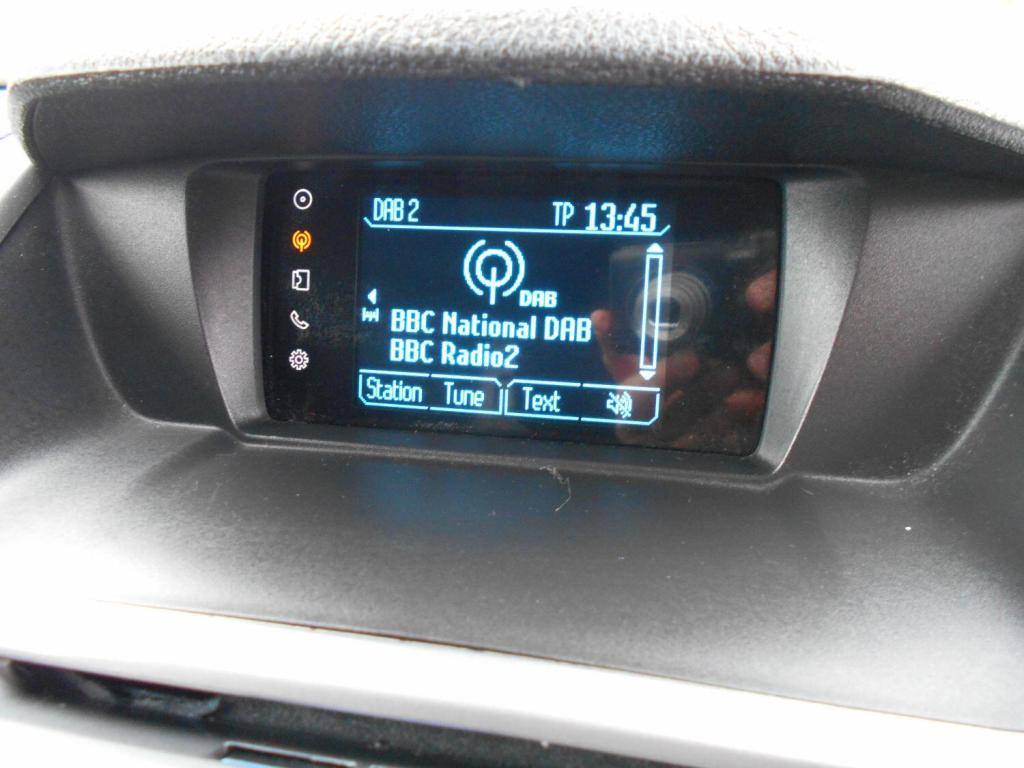 DAB 2 TP 13:45
DAB
BBC National DAB
BBC Radio2
Station Tune Text